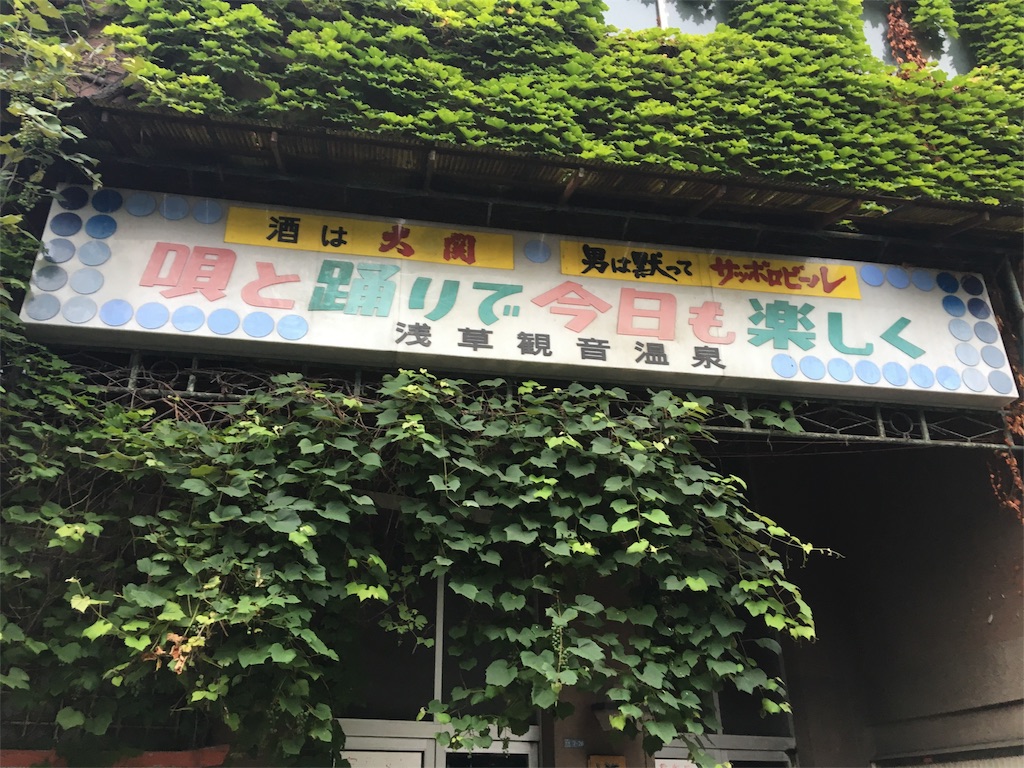 酒は 大関
男は黙って サッポロビール
唄と踊りで今日も楽しく
浅草観音温泉